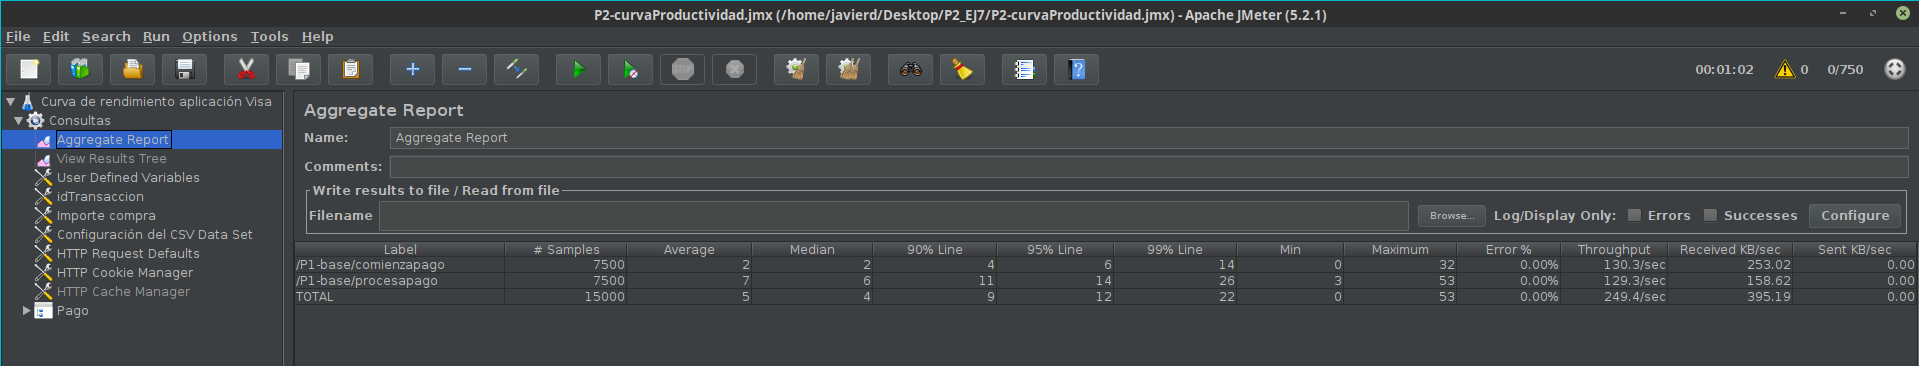 P2-curvaProductividad.jmx (/home/javierd/Desktop/P2_EJ7/P2-curvaProductividad.jmx) - Apache JMeter (5.2.1)
File Edit Search Run Options Tools Help
STOP 00:01:02 0 0/750
Curva de rendimiento aplicación Visa
Consultas
Aggregate Report
View Results Tree
User Defined Variables
idTransaccion
Importe compra
Configuración del CSV Data Set
HTTP Request Defaults
HTTP Cookie Manager
HTTP Cache Manager
Pago
Aggregate Report
Name: Aggregate Report
Comments:
Write results to file / Read from file
Filename Browse... Log/Display Only: Errors Successes Configure
Label # Samples Average Median 90% Line 95% Line 99% Line Min Maximum Error % Throughput Received KB/sec Sent KB/sec
/P1-base/comienzapago 7500 2 2 4 6 14 0 32 0.00% 130.3/sec 253.02 0.00
/P1-base/procesapago 7500 7 6 11 14 26 3 53 0.00% 129.3/sec 158.62 0.00
TOTAL 15000 5 4 9 12 22 0 53 0.00% 249.4/sec 395.19 0.00